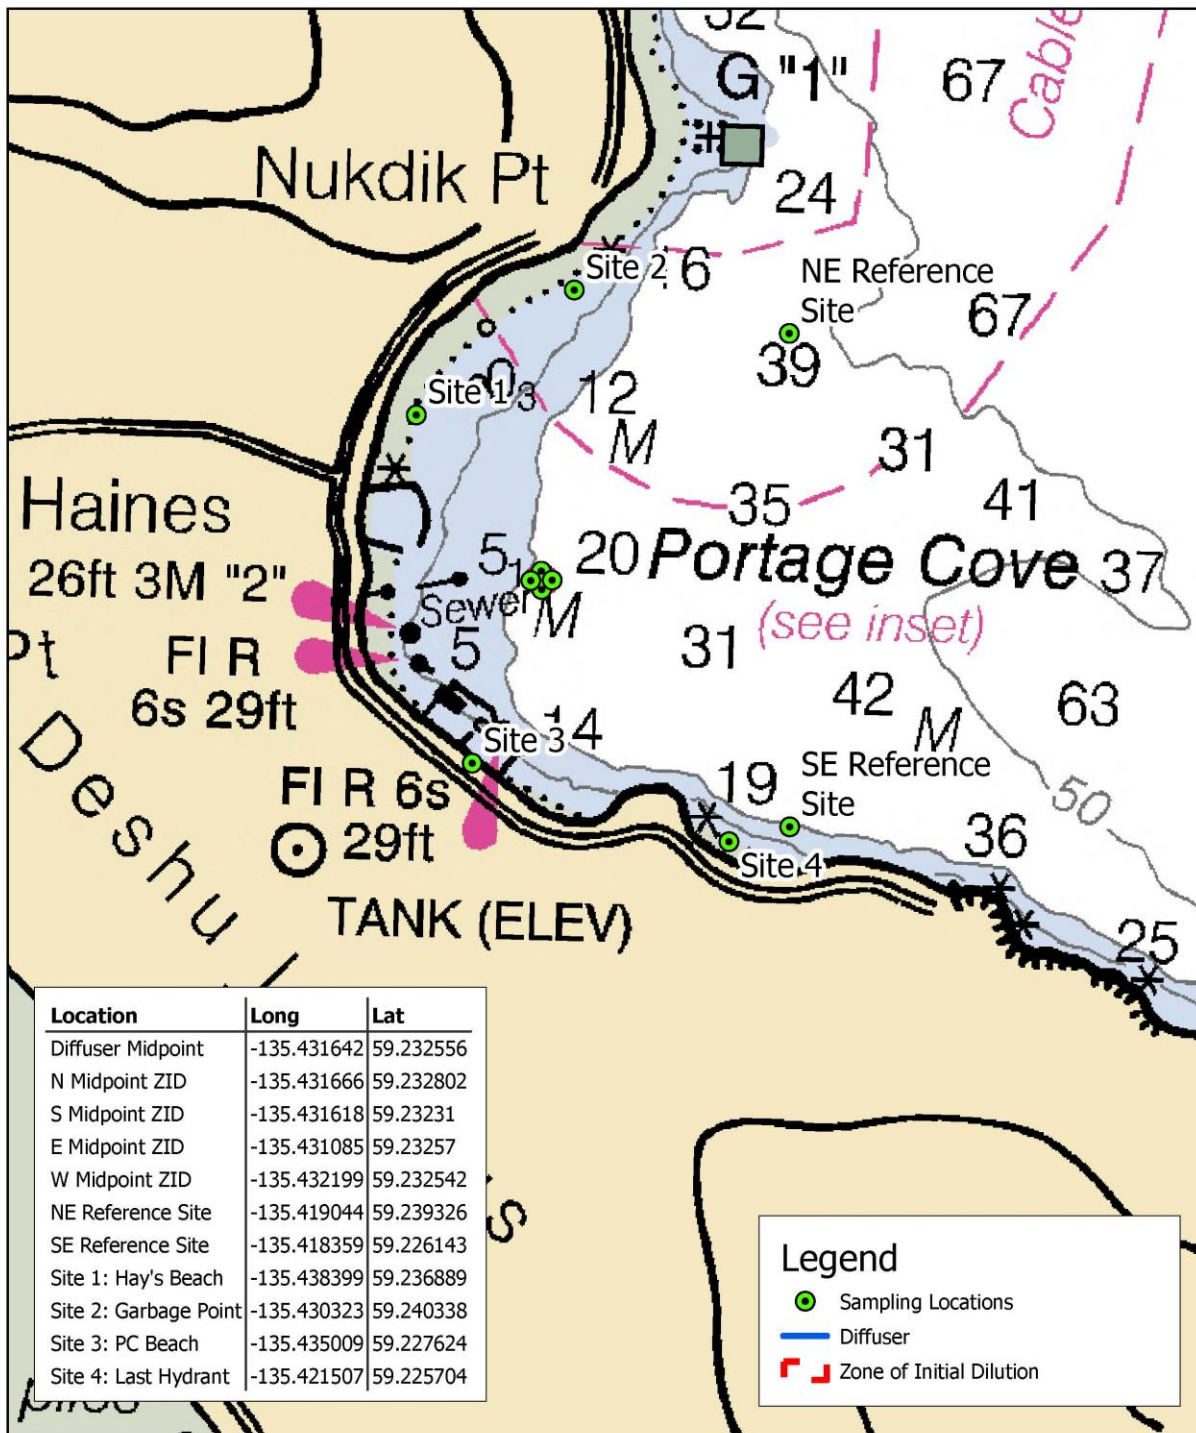 32
G "1"
67
Cable
Nukdik Pt
24
Site 2
16
NE Reference
Site
67
39
Site 1
0 3
12
M
31
35
41
Haines
26ft 3M "2"
5 1
20
Portage Cove
37
(see inset)
Sewer
M
Pt
Fl R
6s 29ft
5
31
42
M
63
Deshu
Site 3
14
Fl R 6s
29ft
19
SE Reference
Site
50
36
Site 4
TANK (ELEV)
25
Location Long Lat
Diffuser Midpoint -135.431642 59.232556
N Midpoint ZID -135.431666 59.232802
S Midpoint ZID -135.431618 59.23231
E Midpoint ZID -135.431085 59.23257
W Midpoint ZID -135.432199 59.232542
NE Reference Site -135.419044 59.239326
SE Reference Site -135.418359 59.226143
Site 1: Hay's Beach -135.438399 59.236889
Site 2: Garbage Point -135.430323 59.240338
Site 3: PC Beach -135.435009 59.227624
Site 4: Last Hydrant -135.421507 59.225704
Legend
Sampling Locations
Diffuser
Zone of Initial Dilution